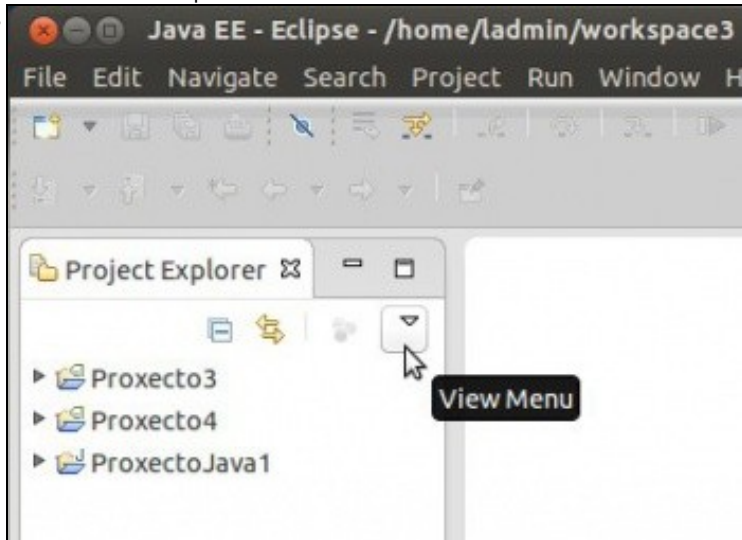 Java EE - Eclipse - /home/ladmin/workspace3
File Edit Navigate Search Project Run Window H
Project Explorer
View Menu
Proxecto3
Proxecto4
ProxectoJava1